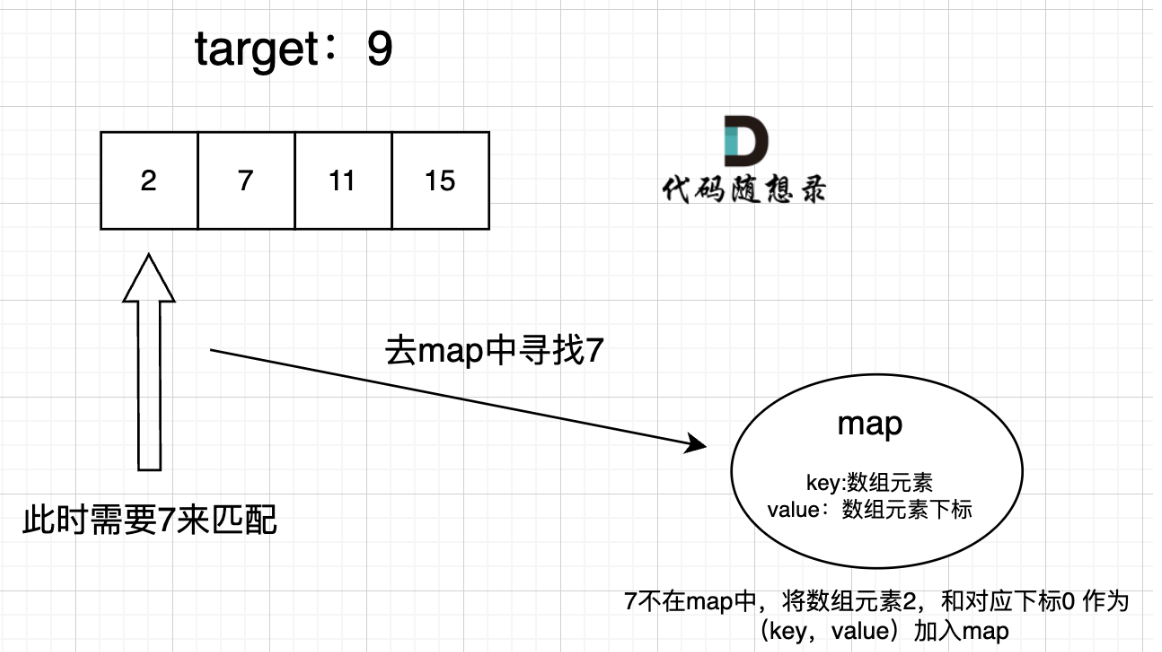 target：9
2 7 11 15
代码随想录
去map中寻找7
map
key:数组元素
value：数组元素下标
此时需要7来匹配
7不在map中，将数组元素2，和对应下标0 作为
（key，value）加入map